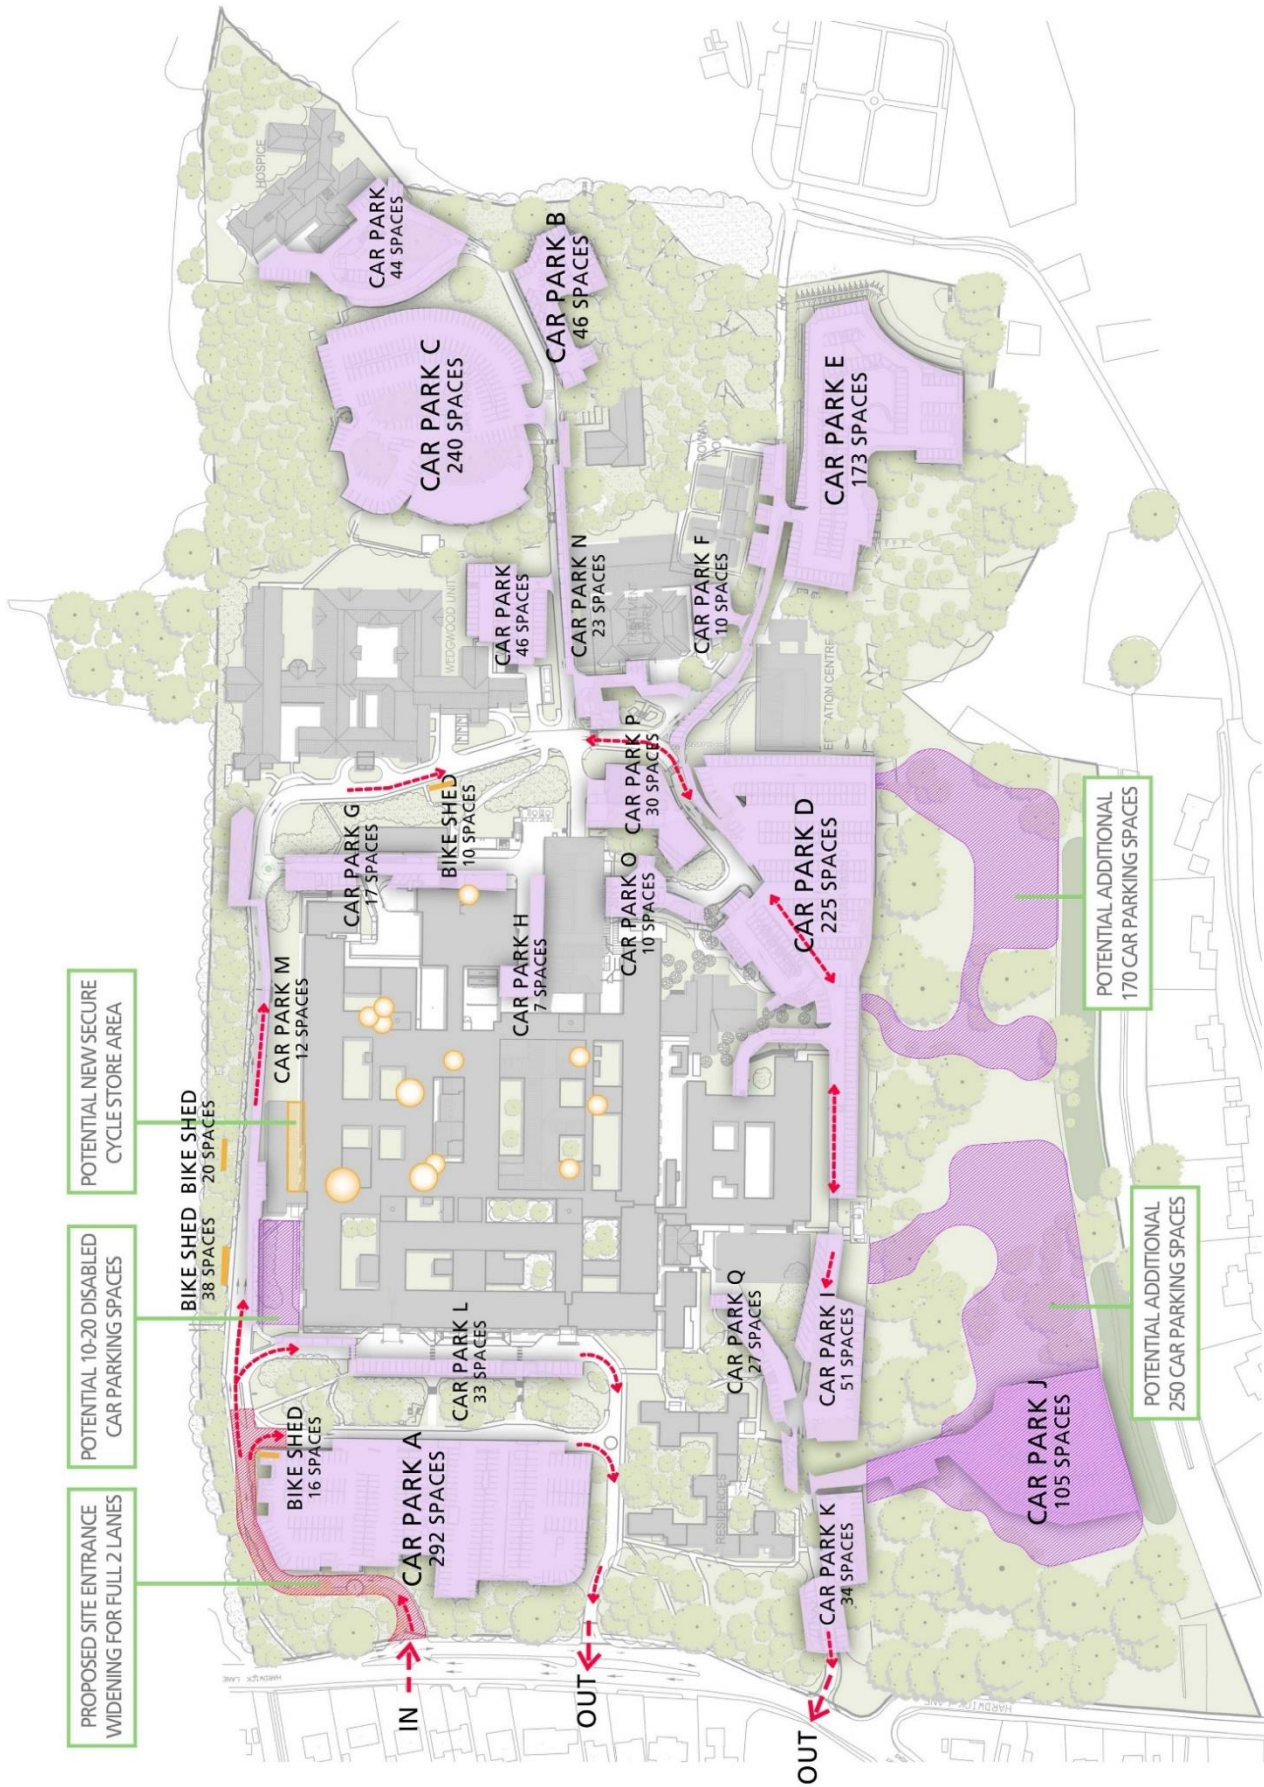 PROPOSED SITE ENTRANCE
WIDENING FOR FULL 2 LANES
POTENTIAL 10-20 DISABLED
CAR PARKING SPACES
POTENTIAL NEW SECURE
CYCLE STORE AREA
BIKE SHED
38 SPACES
BIKE SHED
20 SPACES
HARDWICK LANE
HOSPICE
BIKE SHED
16 SPACES
CAR PARK M
12 SPACES
CAR PARK G
17 SPACES
CAR PARK
44 SPACES
IN
CAR PARK A
292 SPACES
CAR PARK L
33 SPACES
BIKE SHED
10 SPACES
WEDGWOOD UNIT
CAR PARK C
240 SPACES
CAR PARK H
7 SPACES
CAR PARK
46 SPACES
CAR PARK B
46 SPACES
OUT
CAR PARK N
23 SPACES
CAR PARK O
10 SPACES
CAR PARK P
30 SPACES
RESIDENCES
CAR PARK Q
27 SPACES
CAR PARK F
10 SPACES
ROWAN
OUT
CAR PARK K
34 SPACES
CAR PARK I
51 SPACES
CAR PARK D
225 SPACES
CENTRE
CAR PARK E
173 SPACES
HARDWICK LANE
CAR PARK J
105 SPACES
POTENTIAL ADDITIONAL
250 CAR PARKING SPACES
POTENTIAL ADDITIONAL
170 CAR PARKING SPACES